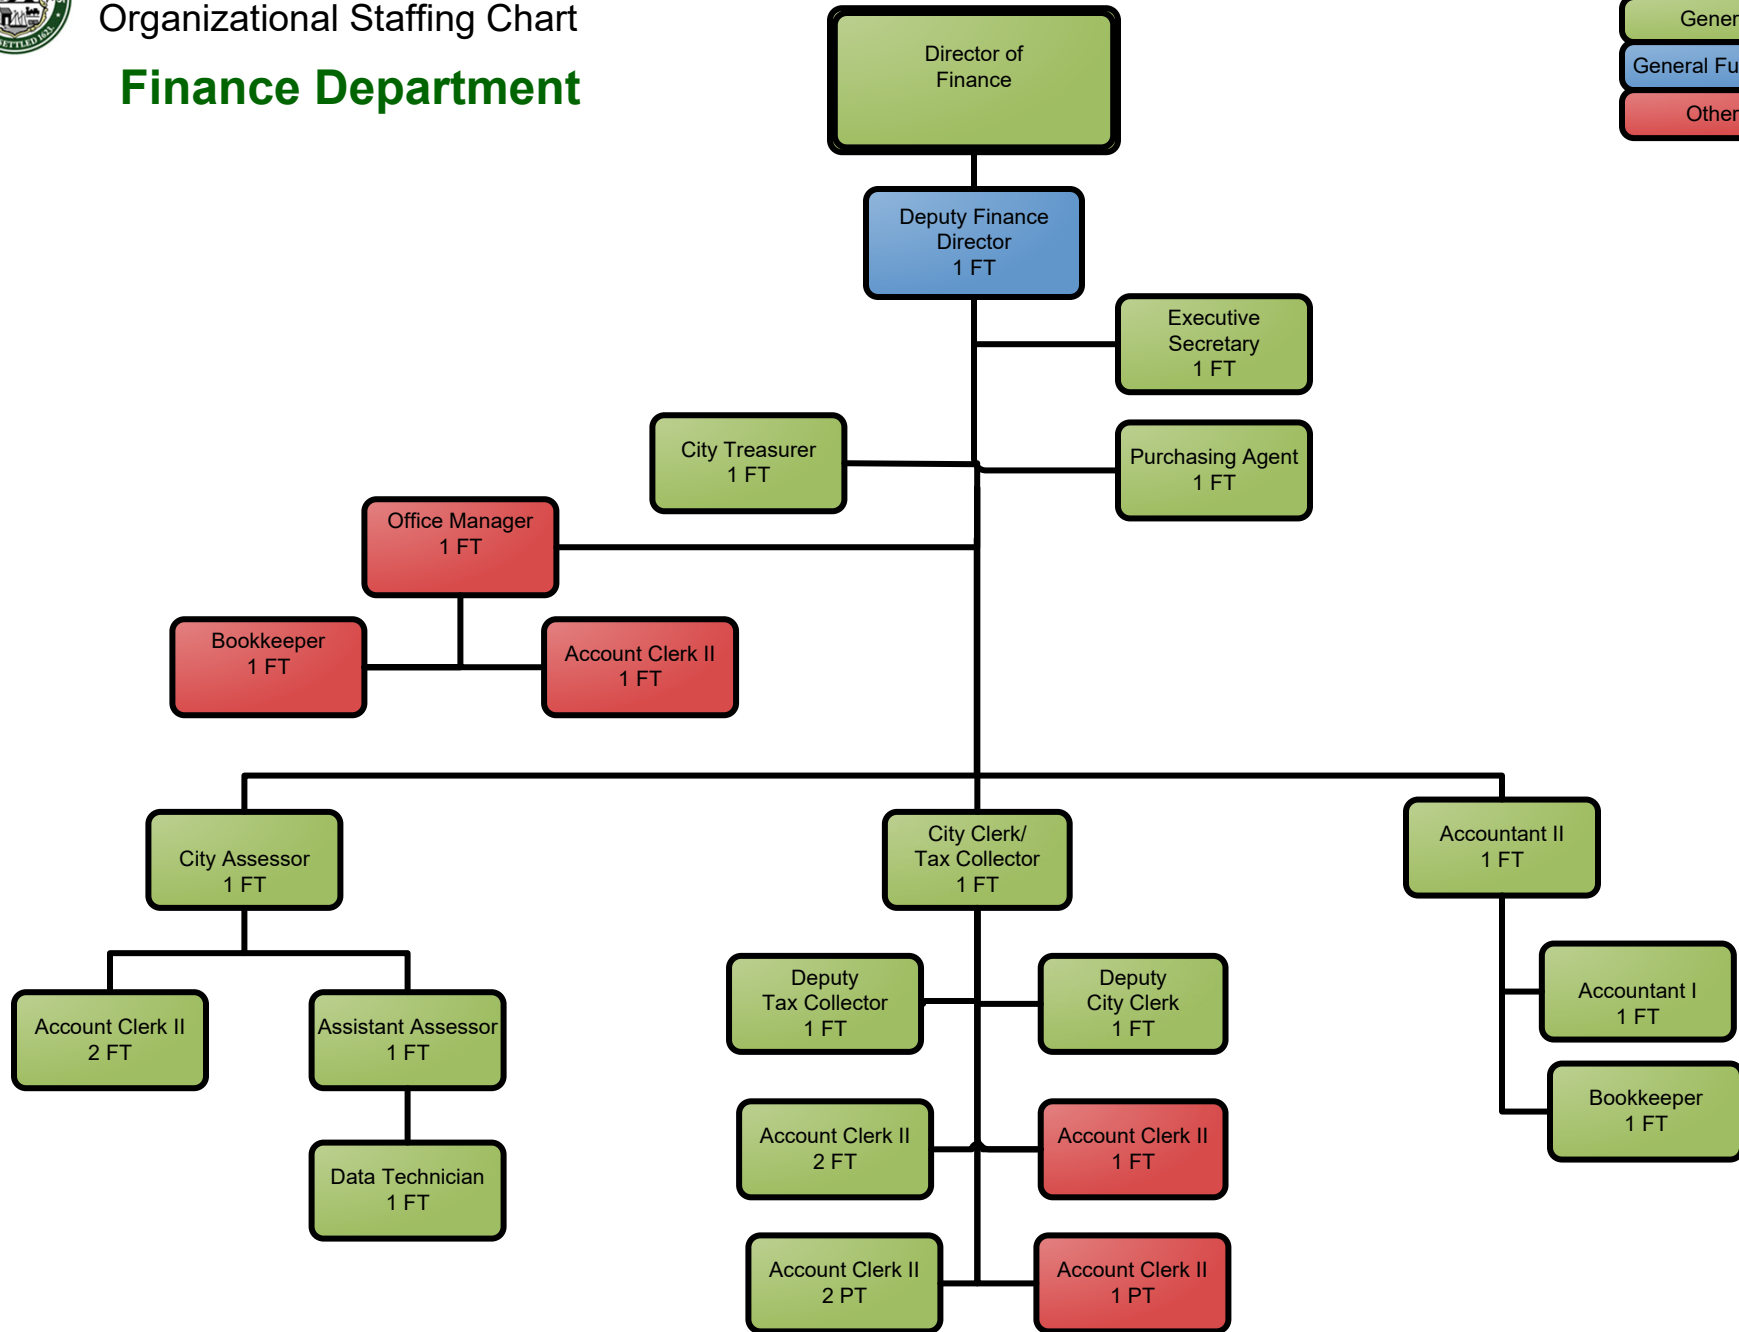 Organizational Staffing Chart
Finance Department
SETTLED 1623
Director of
Finance
Gener
General Fu
Other
Deputy Finance
Director
1 FT
Executive
Secretary
1 FT
City Treasurer
1 FT
Purchasing Agent
1 FT
Office Manager
1 FT
Bookkeeper
1 FT
Account Clerk II
1 FT
City Assessor
1 FT
City Clerk/
Tax Collector
1 FT
Accountant II
1 FT
Account Clerk II
2 FT
Assistant Assessor
1 FT
Data Technician
1 FT
Deputy
Tax Collector
1 FT
Deputy
City Clerk
1 FT
Account Clerk II
2 FT
Account Clerk II
1 FT
Account Clerk II
2 PT
Account Clerk II
1 PT
Accountant I
1 FT
Bookkeeper
1 FT